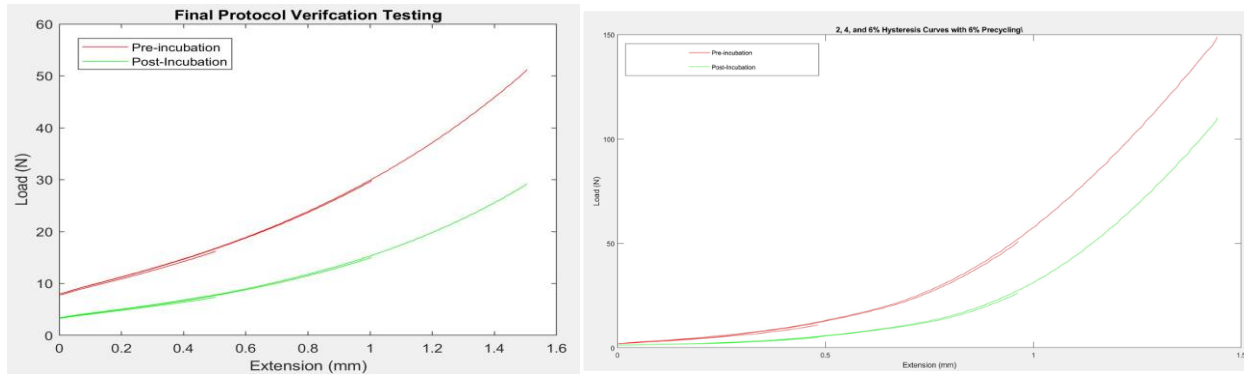 Final Protocol Verifcation Testing
60
50
40
30
20
10
0
Load (N)
Pre-incubation
Post-Incubation
0 0.2 0.4 0.6 0.8 1 1.2 1.4 1.6
Extension (mm)
2, 4, and 6% Hysteresis Curves with 6% Precycling\
150
100
50
0
Load (N)
Pre-incubation
Post-Incubation
0 0.5 1 1.5
Extension (mm)